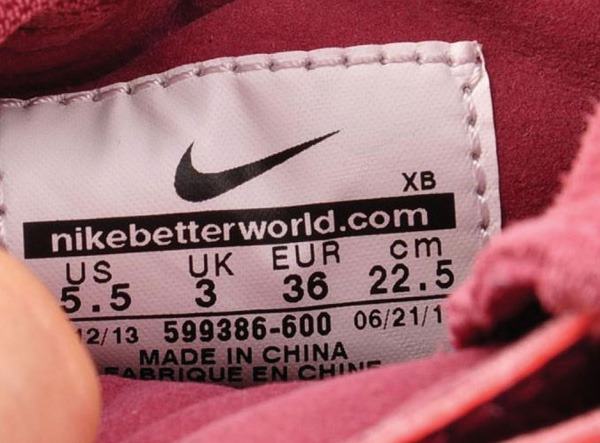 XB
nikebetterworld.com
US UK EUR cm
5.5 3 36 22.5
12/13 599386-600 06/21/1
MADE IN CHINA
FABRIQUE EN CHINE